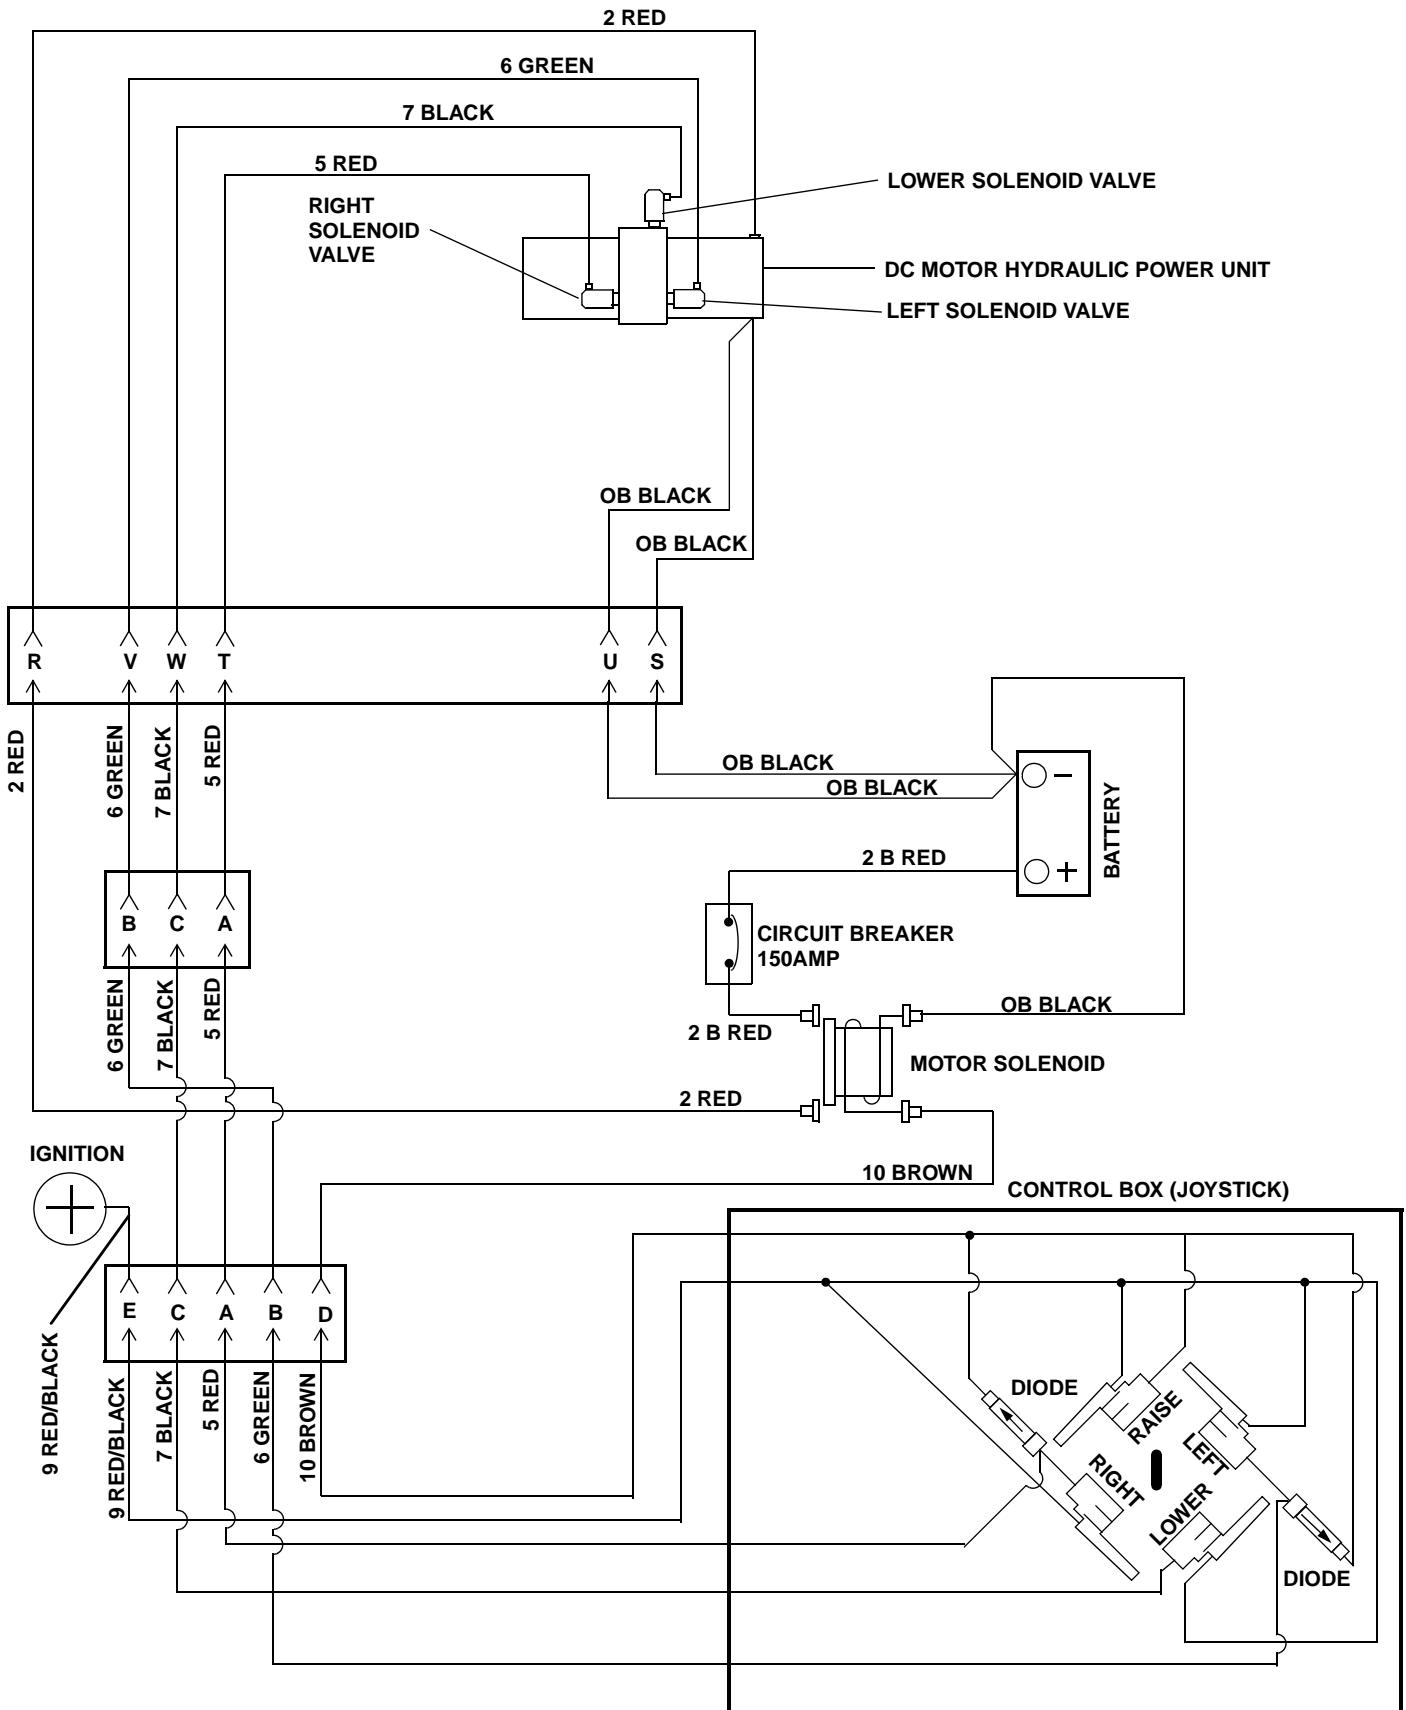 2 RED
6 GREEN
7 BLACK
5 RED
LOWER SOLENOID VALVE
RIGHT
SOLENOID
VALVE
DC MOTOR HYDRAULIC POWER UNIT
LEFT SOLENOID VALVE
OB BLACK
OB BLACK
R
V
W
T
U
S
2 RED
6 GREEN
7 BLACK
5 RED
OB BLACK
OB BLACK
BATTERY
2 B RED
B
C
A
CIRCUIT BREAKER
150AMP
6 GREEN
7 BLACK
5 RED
OB BLACK
2 B RED
MOTOR SOLENOID
2 RED
IGNITION
10 BROWN
CONTROL BOX (JOYSTICK)
E
C
A
B
D
9 RED/BLACK
9 RED/BLACK
7 BLACK
5 RED
6 GREEN
10 BROWN
DIODE
RAISE
LEFT
RIGHT
LOWER
DIODE